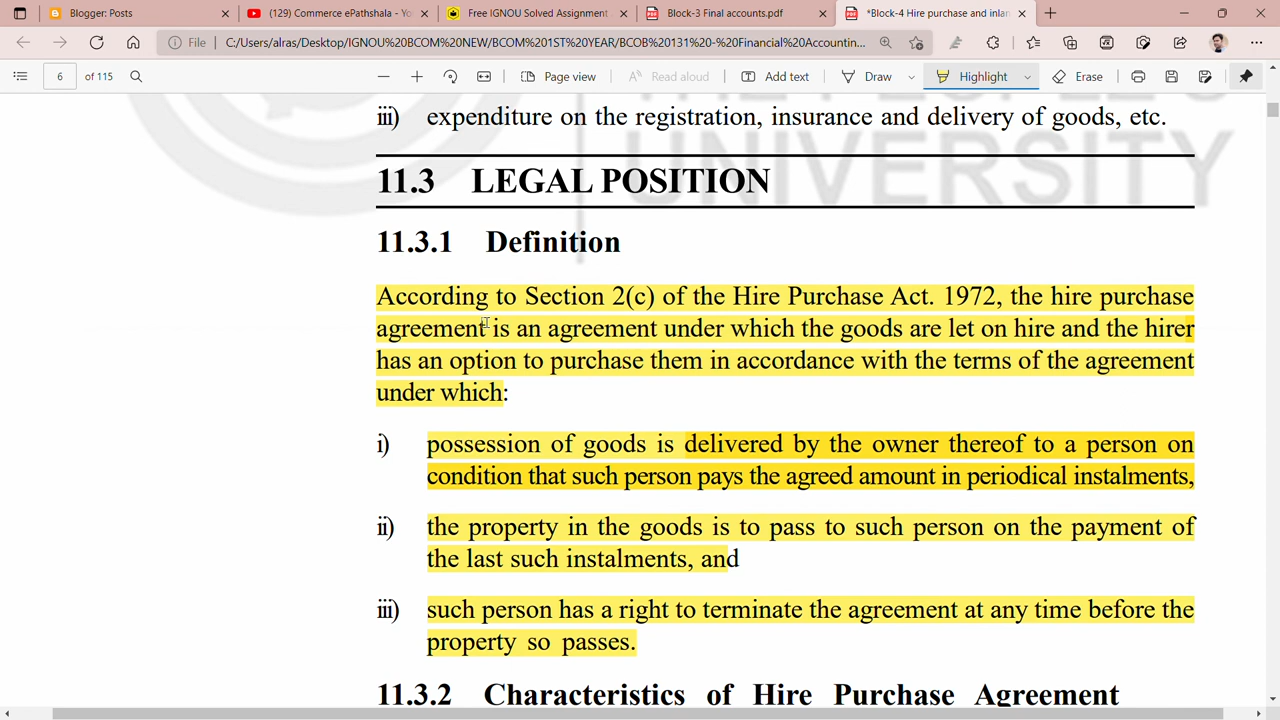 Blogger: Posts
(129) Commerce ePathshala - Yo
Free IGNOU Solved Assignment
Block-3 Final accounts.pdf
*Block-4 Hire purchase and inlan
File
C:/Users/alras/Desktop/IGNOU%20BCOM%20NEW/BCOM%201ST%20YEAR/BCOB%20131%20-%20Financial%20Accountin...
6 of 115
Page view
Read aloud
Add text
Draw
Highlight
Erase
THE PEOPLE'S
UNIVERSITY
iii) expenditure on the registration, insurance and delivery of goods, etc.
11.3 LEGAL POSITION
11.3.1 Definition
According to Section 2(c) of the Hire Purchase Act. 1972, the hire purchase
agreement is an agreement under which the goods are let on hire and the hirer
has an option to purchase them in accordance with the terms of the agreement
under which:
i) possession of goods is delivered by the owner thereof to a person on
condition that such person pays the agreed amount in periodical instalments,
ii) the property in the goods is to pass to such person on the payment of
the last such instalments, and
iii) such person has a right to terminate the agreement at any time before the
property so passes.
11.3.2 Characteristics of Hire Purchase Agreement